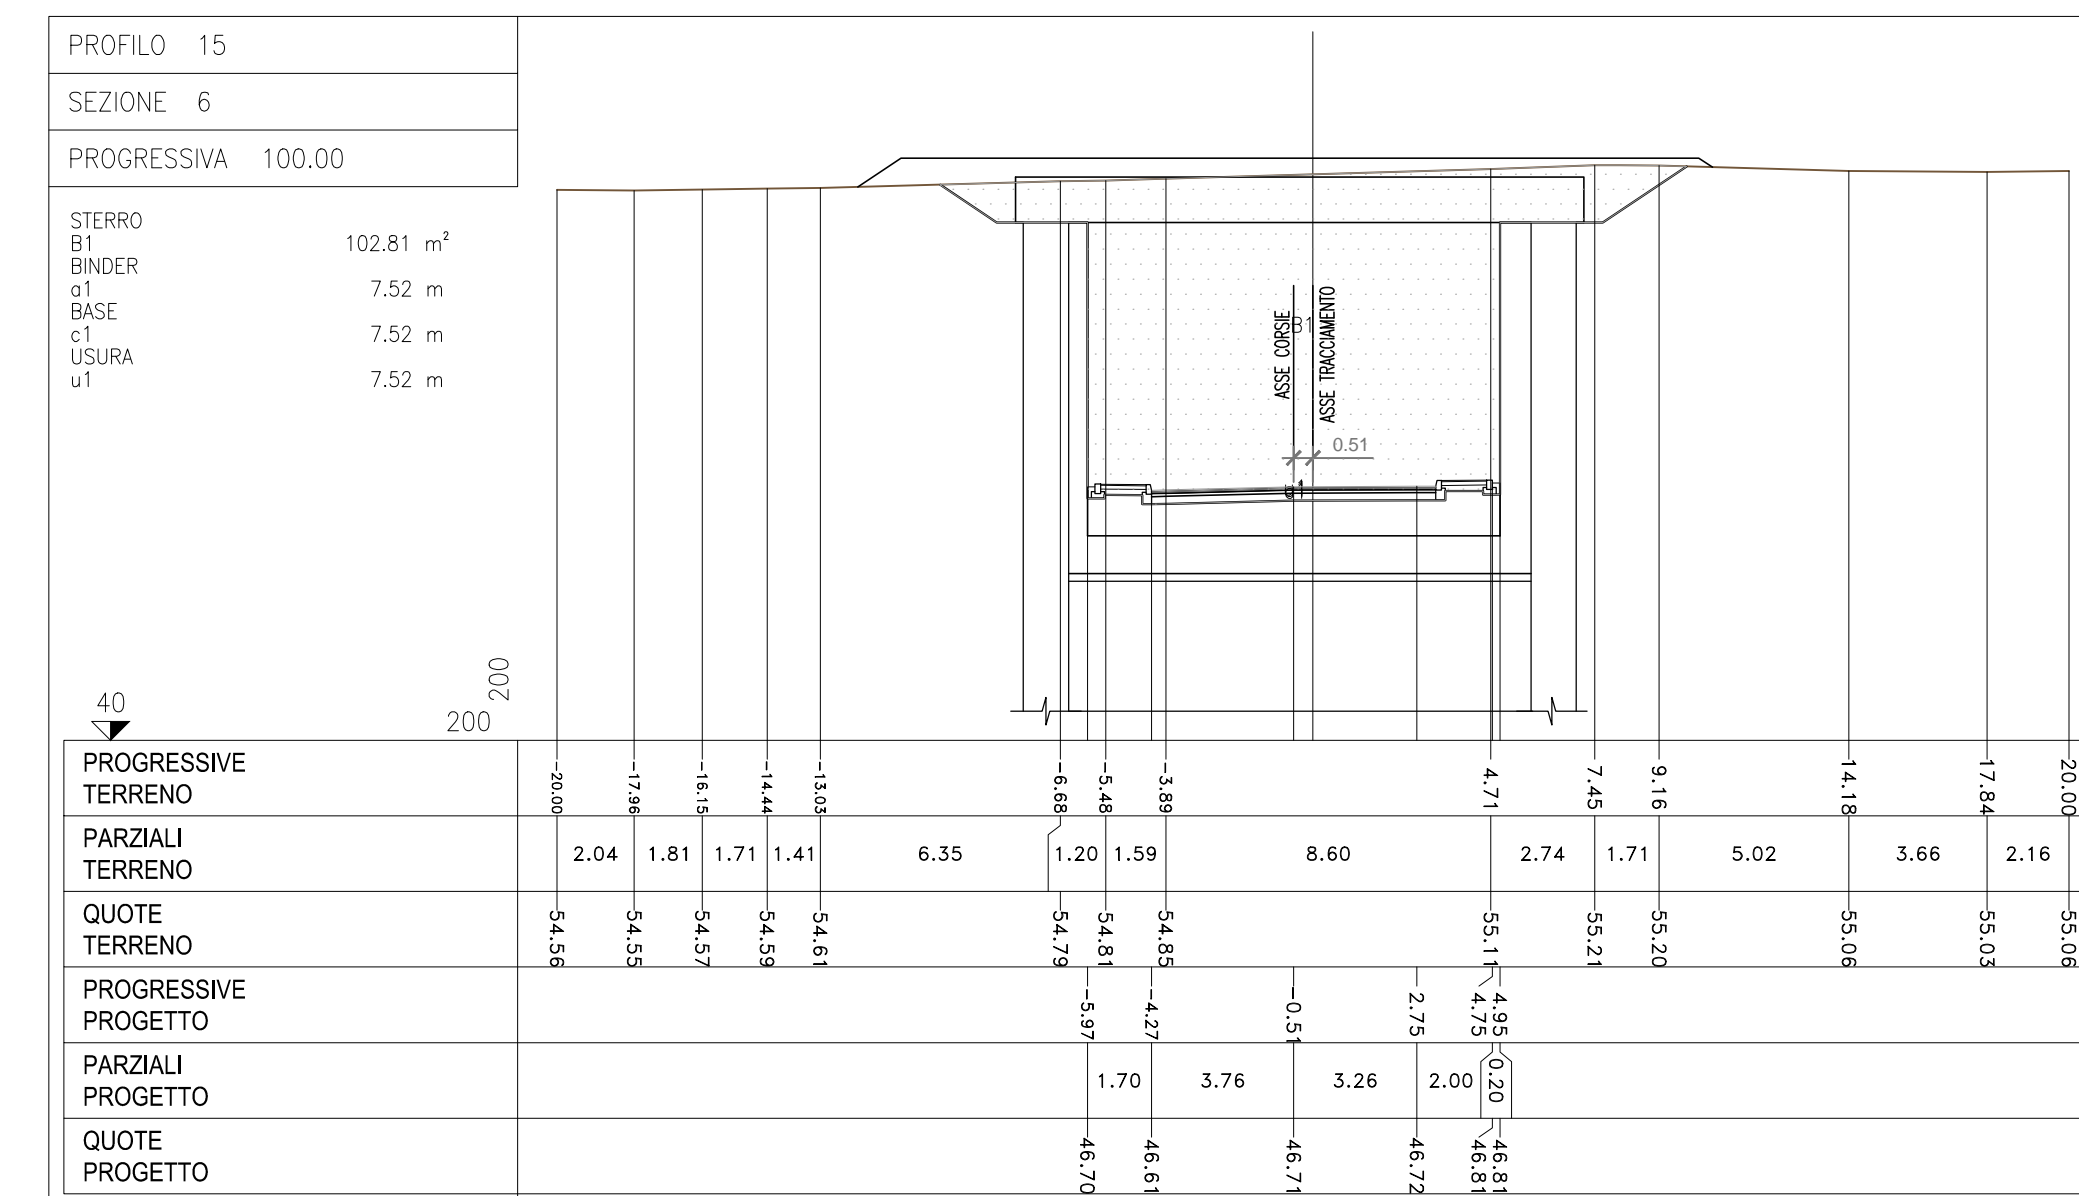 PROFILO 15
SEZIONE 6
PROGRESSIVA 100.00
STERRO
B1 102.81 m²
BINDER
a1 7.52 m
BASE
c1 7.52 m
USURA
u1 7.52 m
ASSE CORSIE
B1
ASSE TRACCIAMENTO
0.51
40
200
200
PROGRESSIVE
TERRENO
-20.00 -17.96 -16.15 -14.44 -13.03 -6.68 -5.48 -3.89 4.71 7.45 9.16 14.18 17.84 20.00
PARZIALI
TERRENO
2.04 1.81 1.71 1.41 6.35 1.20 1.59 8.60 2.74 1.71 5.02 3.66 2.16
QUOTE
TERRENO
54.56 54.55 54.57 54.59 54.61 54.79 54.81 54.85 55.11 55.21 55.20 55.06 55.03 55.06
PROGRESSIVE
PROGETTO
-5.97 -4.27 -0.51 2.75 4.75 4.95
PARZIALI
PROGETTO
1.70 3.76 3.26 2.00 0.20
QUOTE
PROGETTO
46.70 46.61 46.71 46.72 46.81 46.81